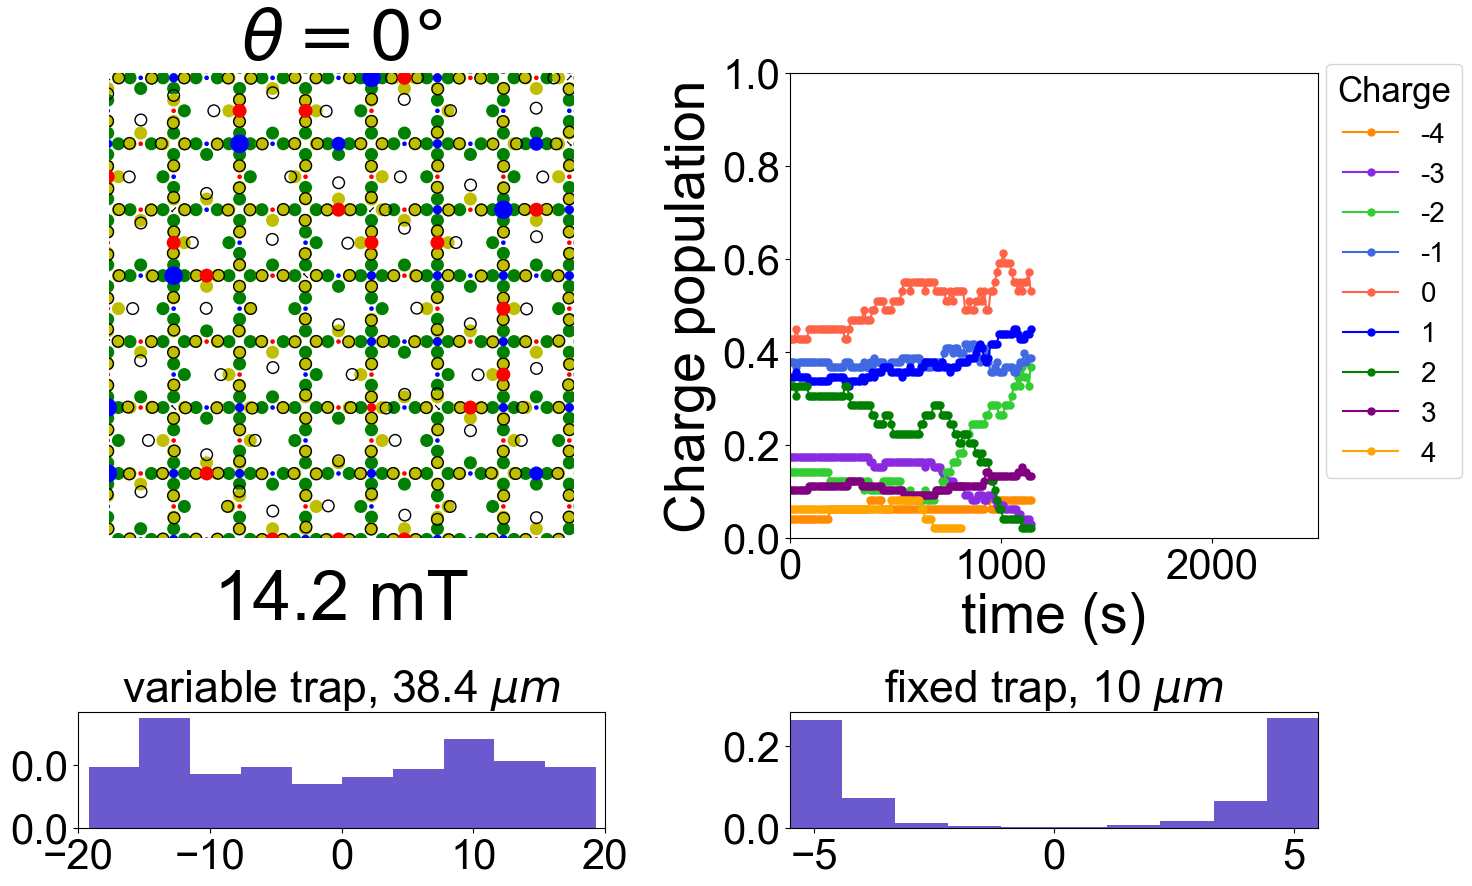 θ = 0°
14.2 mT
1.0
0.8
0.6
0.4
0.2
0.0
Charge population
0 1000 2000
time (s)
Charge
-4
-3
-2
-1
0
1
2
3
4
variable trap, 38.4 μm
0.0
0.0
−20 −10 0 10 20
fixed trap, 10 μm
0.2
0.0
−5 0 5